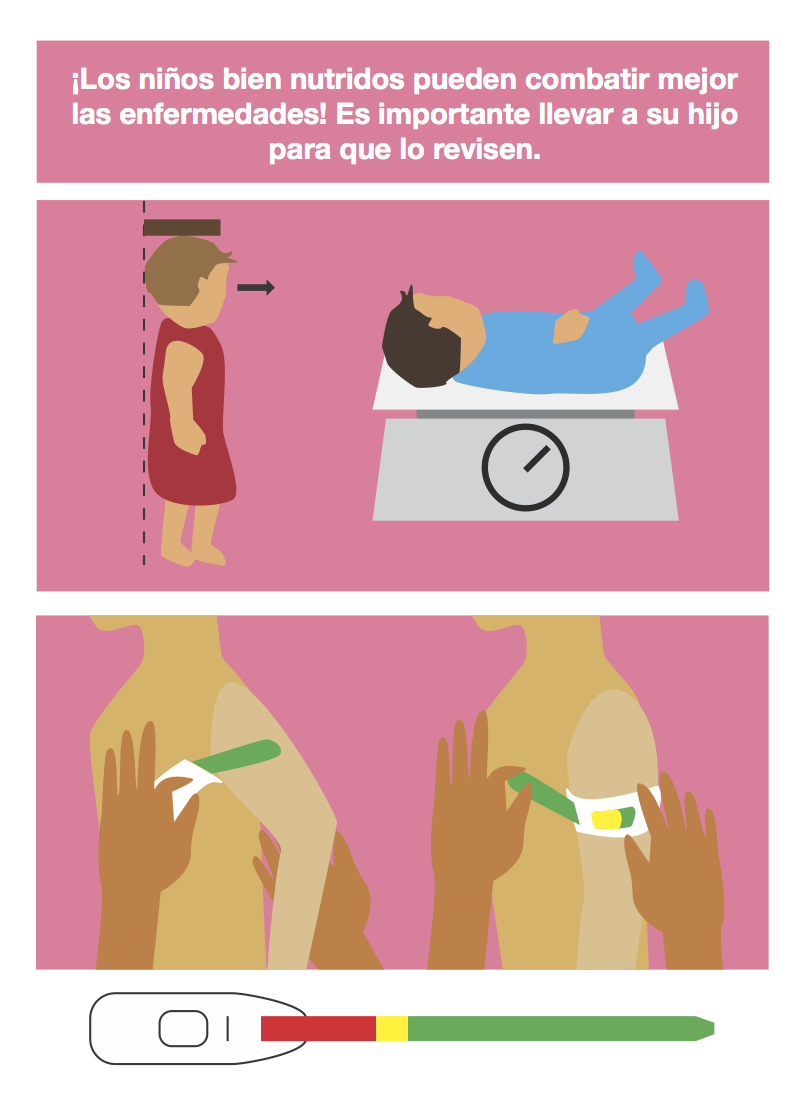 ¡Los niños bien nutridos pueden combatir mejor
las enfermedades! Es importante llevar a su hijo
para que lo revisen.